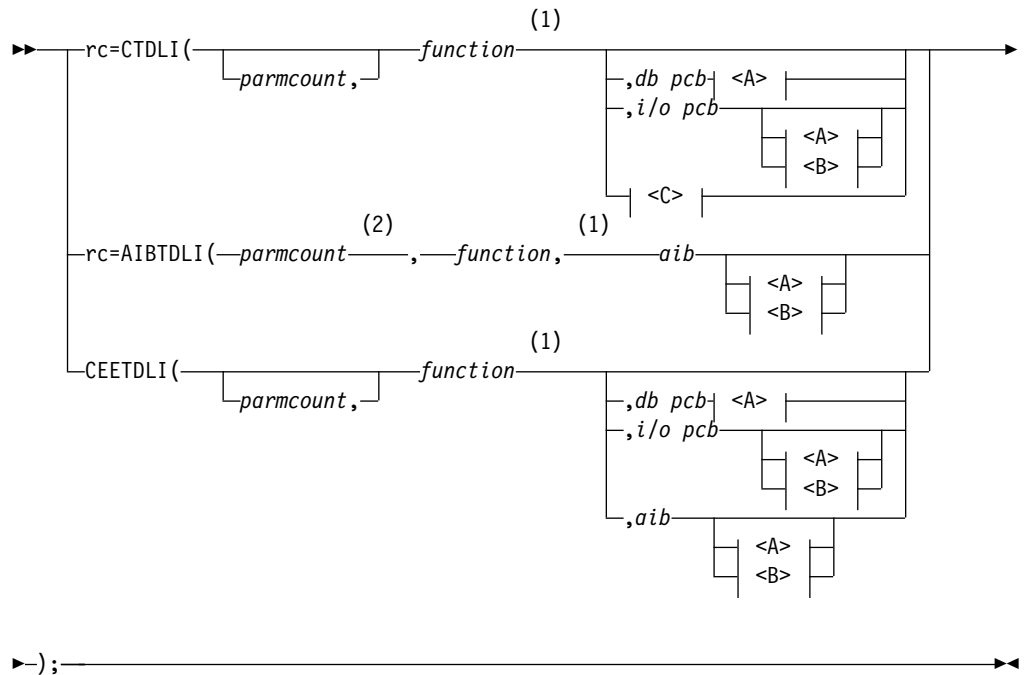 (1)
rc=CTDLI( function
parmcount, ,db pcb <A>
,i/o pcb
<A>
<B>
<C>
(2) (1)
rc=AIBTDLI( parmcount , function, aib
<A>
<B>
(1)
CEETDLI( function
parmcount, ,db pcb <A>
,i/o pcb
<A>
<B>
,aib
<A>
<B>
);